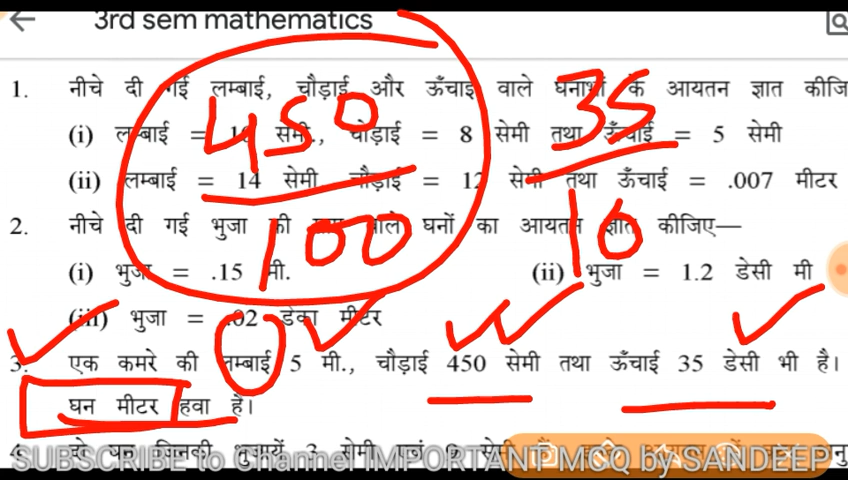 3rd sem mathematics
1. नीचे दी गई लम्बाई, चौड़ाई और ऊँचाई वाले घनाभों के आयतन ज्ञात कीजि
(i) लम्बाई = सेमी., चोड़ाई = 8 सेमी तथा ऊँचाई = 5 सेमी
(ii) लम्बाई = 14 सेमी चौड़ाई = 12 सेमी तथा ऊँचाई = .007 मीटर
450
100
35
10
2. नीचे दी गई भुजा की वाले घनों का आयतन ज्ञात कीजिए—
(i) भुजा = .15 मी. (ii) भुजा = 1.2 डेसी मी
(iii) भुजा = .02 डेका मीटर
3. एक कमरे की लम्बाई 5 मी., चौड़ाई 450 सेमी तथा ऊँचाई 35 डेसी भी है।
घन मीटर हवा है।
SUBSCRIBE to Channel IMPORTANT MCQ by SANDEEP